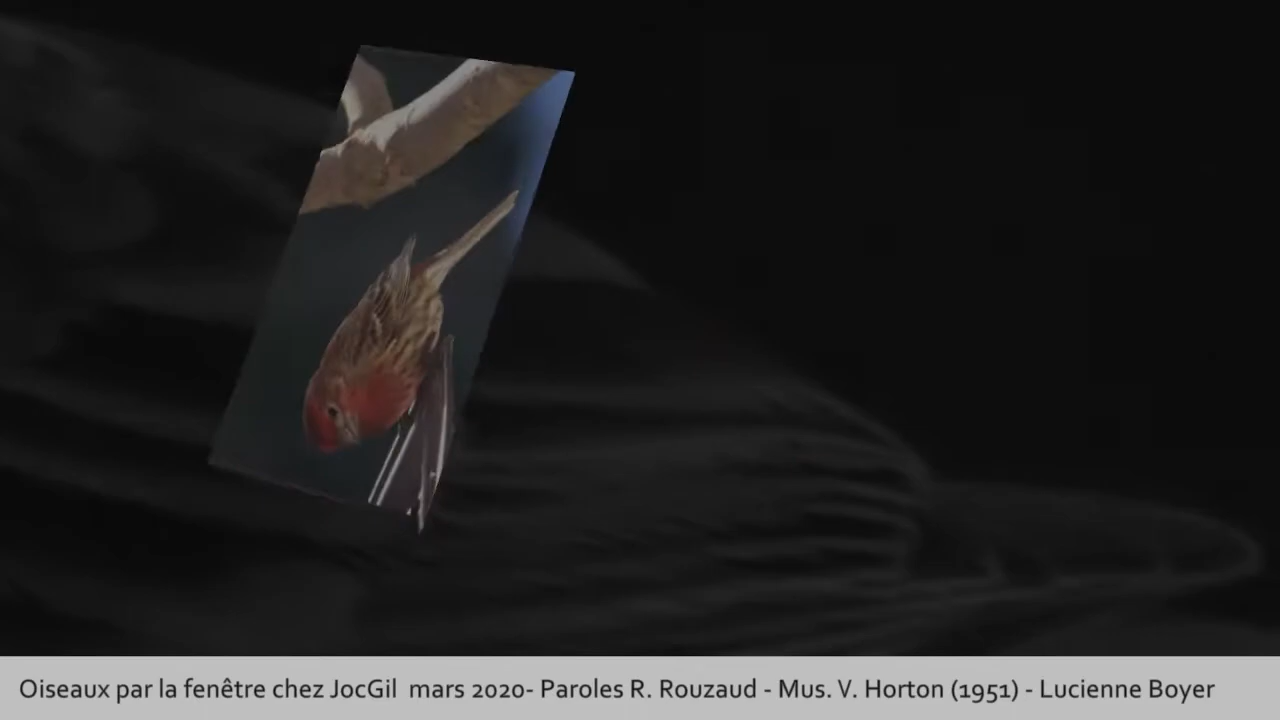 Oiseaux par la fenêtre chez JocGil  mars 2020- Paroles R. Rouzaud - Mus. V. Horton (1951) - Lucienne Boyer